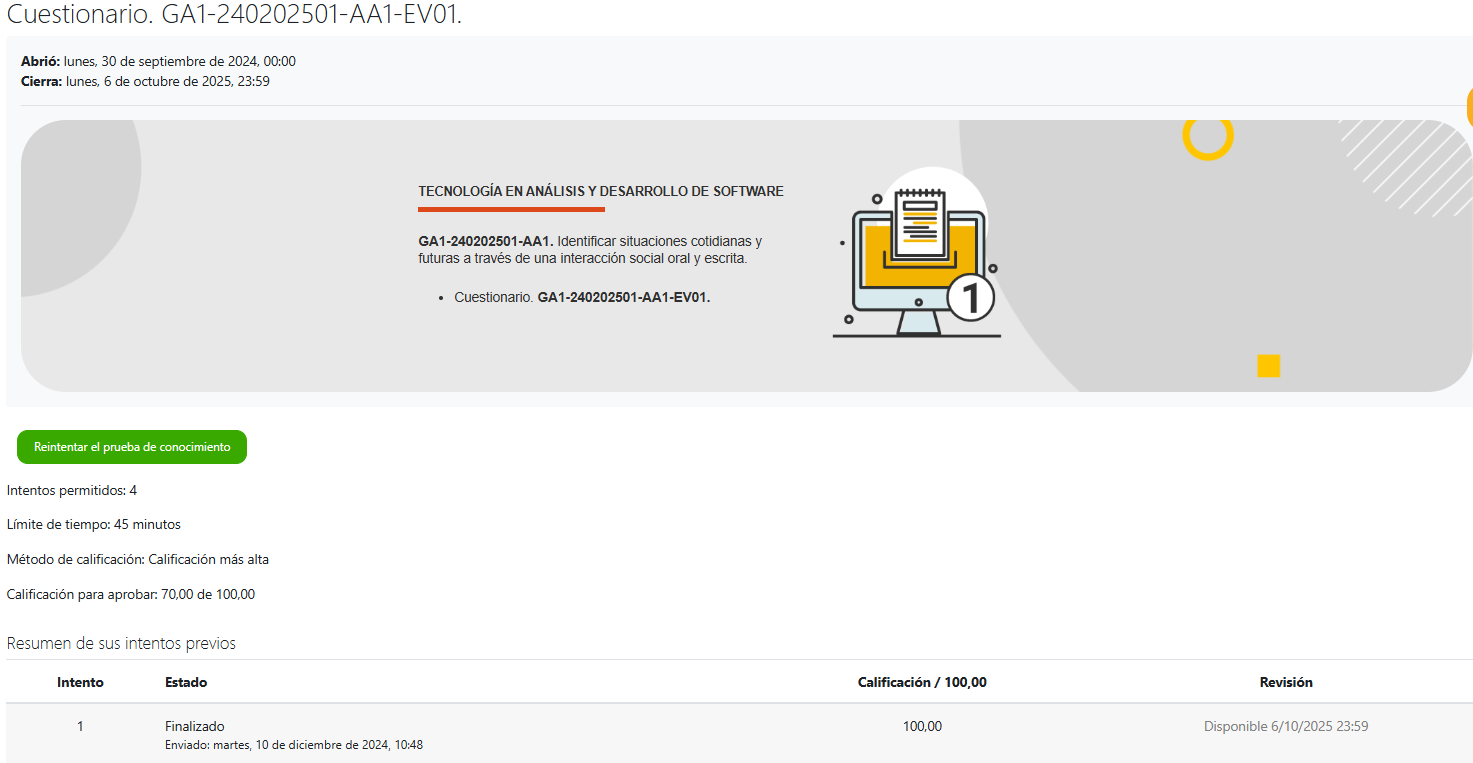 Cuestionario. GA1-240202501-AA1-EV01.
Abrió: lunes, 30 de septiembre de 2024, 00:00
Cierra: lunes, 6 de octubre de 2025, 23:59
TECNOLOGÍA EN ANÁLISIS Y DESARROLLO DE SOFTWARE
GA1-240202501-AA1. Identificar situaciones cotidianas y
futuras a través de una interacción social oral y escrita.
• Cuestionario. GA1-240202501-AA1-EV01.
1
Reintentar el prueba de conocimiento
Intentos permitidos: 4
Límite de tiempo: 45 minutos
Método de calificación: Calificación más alta
Calificación para aprobar: 70,00 de 100,00
Resumen de sus intentos previos
Intento Estado Calificación / 100,00 Revisión
1 Finalizado 100,00 Disponible 6/10/2025 23:59
Enviado: martes, 10 de diciembre de 2024, 10:48